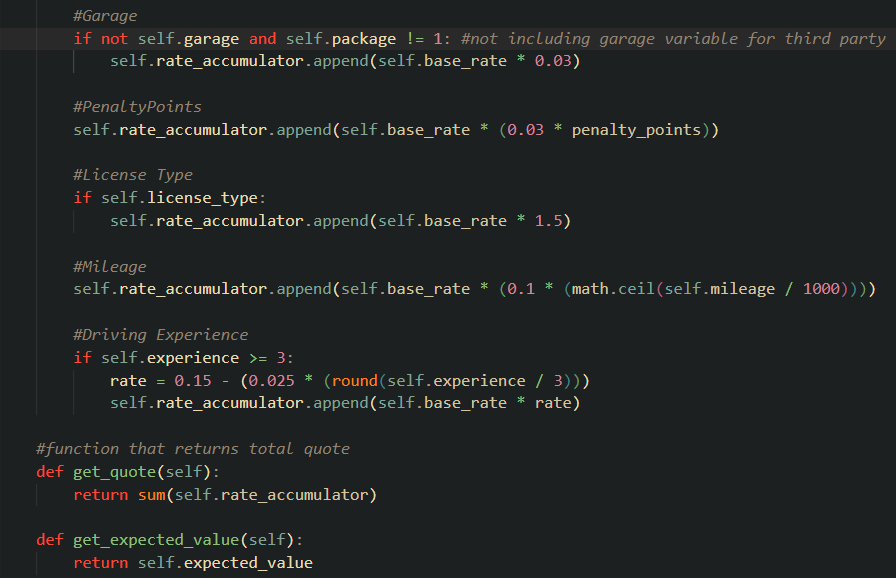 #Garage
if not self.garage and self.package != 1: #not including garage variable for third party
self.rate_accumulator.append(self.base_rate * 0.03)
#PenaltyPoints
self.rate_accumulator.append(self.base_rate * (0.03 * penalty_points))
#License Type
if self.license_type:
self.rate_accumulator.append(self.base_rate * 1.5)
#Mileage
self.rate_accumulator.append(self.base_rate * (0.1 * (math.ceil(self.mileage / 1000))))
#Driving Experience
if self.experience >= 3:
rate = 0.15 - (0.025 * (round(self.experience / 3)))
self.rate_accumulator.append(self.base_rate * rate)
#function that returns total quote
def get_quote(self):
return sum(self.rate_accumulator)
def get_expected_value(self):
return self.expected_value